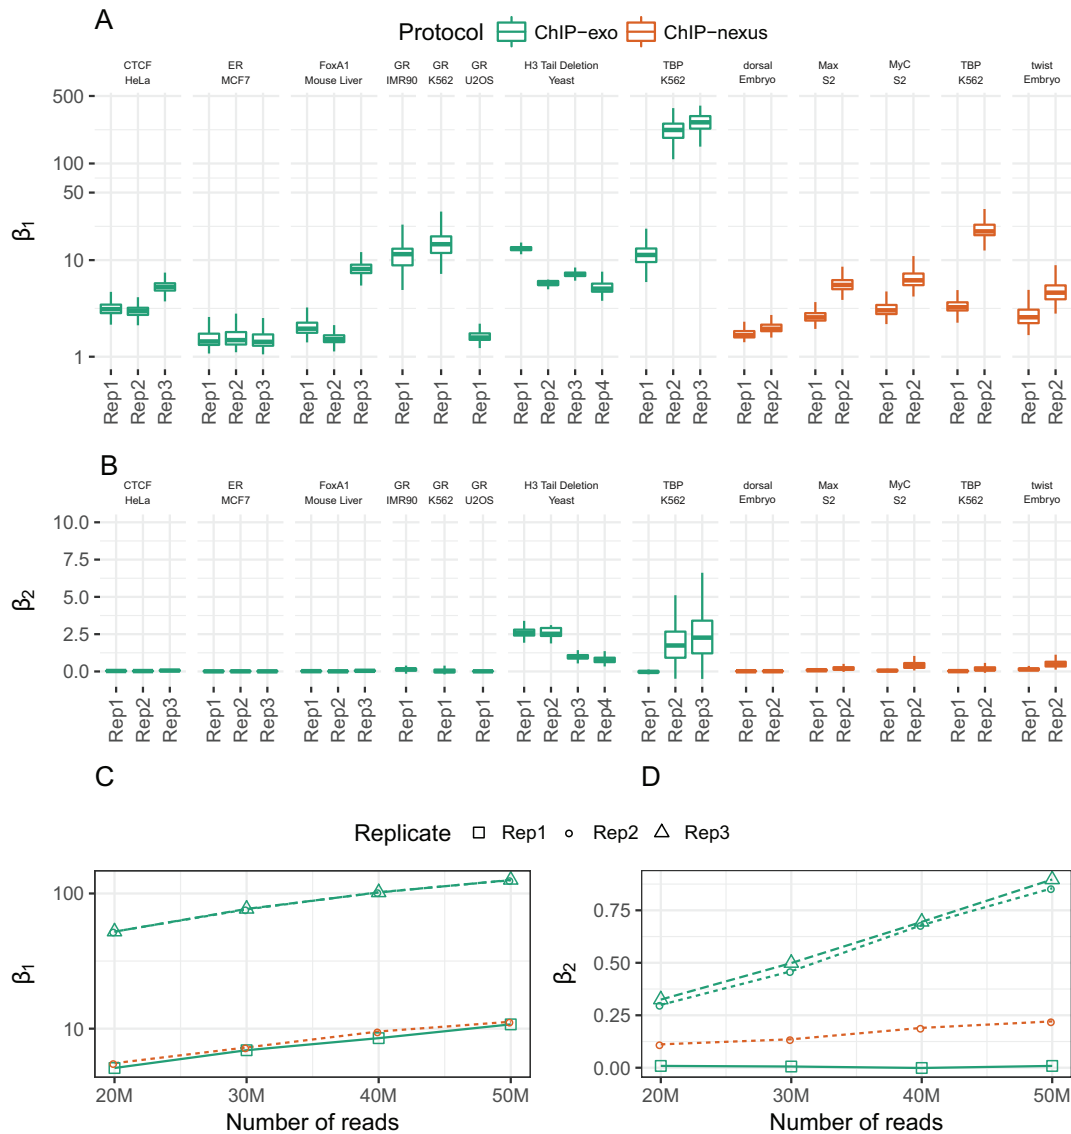 A
Protocol ChIP−exo ChIP−nexus
CTCF ER FoxA1 GR GR GR H3 Tail Deletion TBP dorsal Max MyC TBP twist
HeLa MCF7 Mouse Liver IMR90 K562 U2OS Yeast K562 Embryo S2 S2 K562 Embryo
500
100
50
10
1
β1
Rep1 Rep2 Rep3 Rep1 Rep2 Rep3 Rep1 Rep2 Rep3 Rep1 Rep1 Rep1 Rep1 Rep2 Rep3 Rep4 Rep1 Rep2 Rep3 Rep1 Rep2 Rep1 Rep2 Rep1 Rep2 Rep1 Rep2 Rep1 Rep2
B
CTCF ER FoxA1 GR GR GR H3 Tail Deletion TBP dorsal Max MyC TBP twist
HeLa MCF7 Mouse Liver IMR90 K562 U2OS Yeast K562 Embryo S2 S2 K562 Embryo
10.0
7.5
5.0
2.5
0.0
β2
Rep1 Rep2 Rep3 Rep1 Rep2 Rep3 Rep1 Rep2 Rep3 Rep1 Rep1 Rep1 Rep1 Rep2 Rep3 Rep4 Rep1 Rep2 Rep3 Rep1 Rep2 Rep1 Rep2 Rep1 Rep2 Rep1 Rep2 Rep1 Rep2
C D
Replicate Rep1 Rep2 Rep3
100
10
β1
20M 30M 40M 50M
Number of reads
0.75
0.50
0.25
0.00
β2
20M 30M 40M 50M
Number of reads